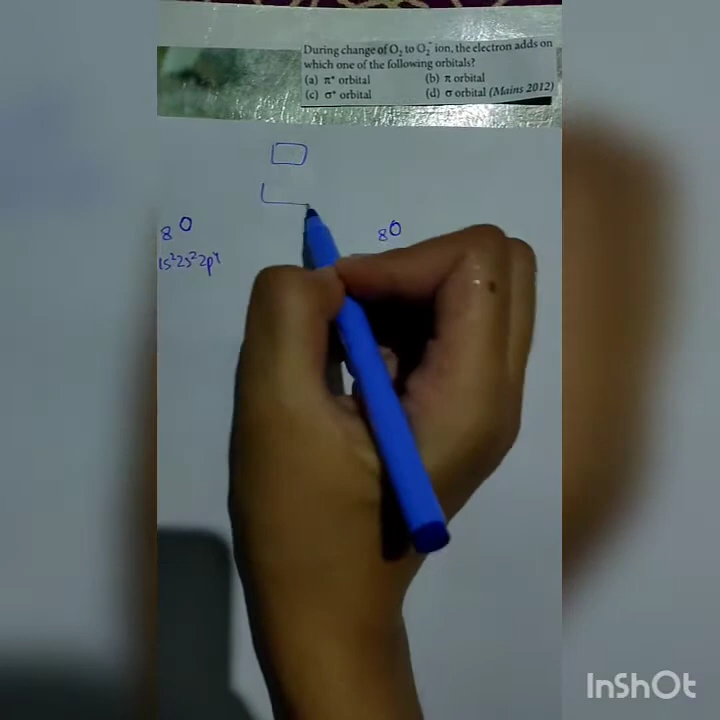 During change of O₂ to O₂⁻ ion, the electron adds on
which one of the following orbitals?
(a) π* orbital (b) π orbital
(c) σ* orbital (d) σ orbital (Mains 2012)
₈O ₈O
1s²2s²2p⁴
InShOt